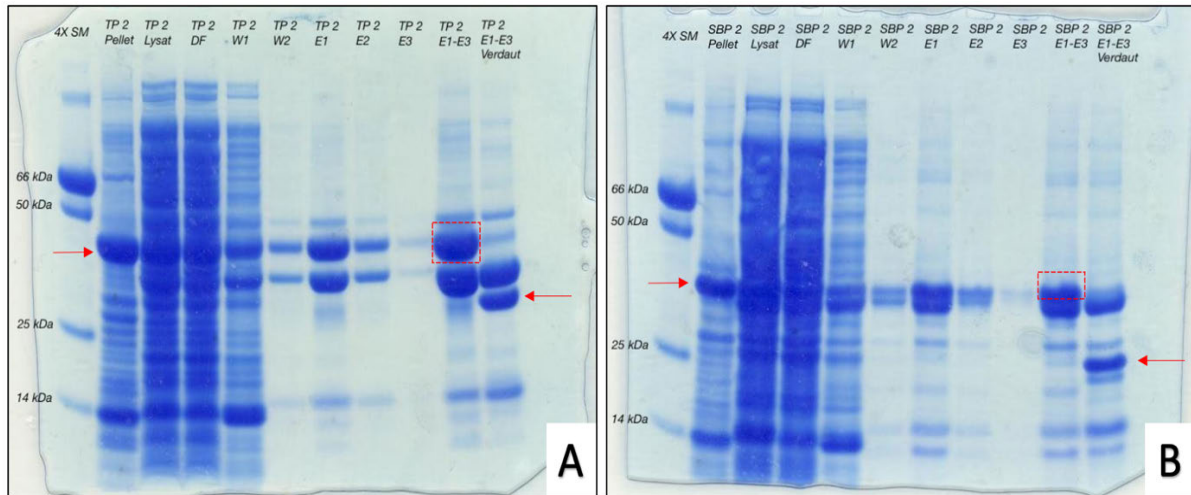 4X SM
TP 2
Pellet
TP 2
Lysat
TP 2
DF
TP 2
W1
TP 2
W2
TP 2
E1
TP 2
E2
TP 2
E3
TP 2
E1-E3
TP 2
E1-E3
Verdaut
66 kDa
50 kDa
25 kDa
14 kDa
A
4X SM
SBP 2
Pellet
SBP 2
Lysat
SBP 2
DF
SBP 2
W1
SBP 2
W2
SBP 2
E1
SBP 2
E2
SBP 2
E3
SBP 2
E1-E3
SBP 2
E1-E3
Verdaut
66 kDa
50 kDa
25 kDa
14 kDa
B